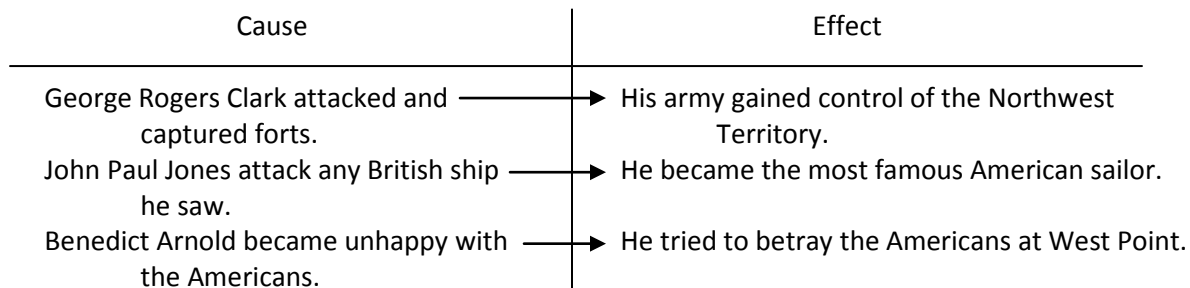 Cause Effect
George Rogers Clark attacked and His army gained control of the Northwest
captured forts. Territory.
John Paul Jones attack any British ship He became the most famous American sailor.
he saw.
Benedict Arnold became unhappy with He tried to betray the Americans at West Point.
the Americans.